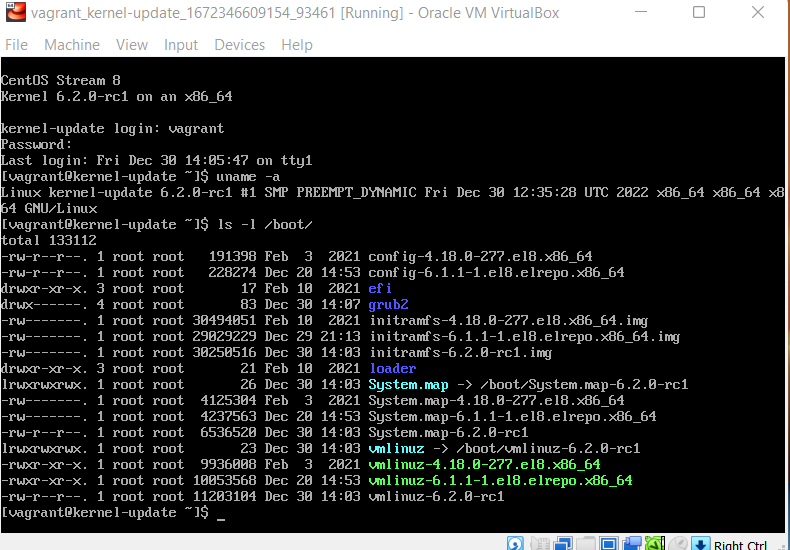 vagrant_kernel-update_1672346609154_93461 [Running] - Oracle VM VirtualBox
File Machine View Input Devices Help
CentOS Stream 8
Kernel 6.2.0-rc1 on an x86_64
kernel-update login: vagrant
Password:
Last login: Fri Dec 30 14:05:47 on tty1
[vagrant@kernel-update ~]$ uname -a
Linux kernel-update 6.2.0-rc1 #1 SMP PREEMPT_DYNAMIC Fri Dec 30 12:35:28 UTC 2022 x86_64 x86_64 x8
64 GNU/Linux
[vagrant@kernel-update ~]$ ls -l /boot/
total 133112
-rw-r--r--. 1 root root   191398 Feb  3  2021 config-4.18.0-277.el8.x86_64
-rw-r--r--. 1 root root   228274 Dec 20 14:53 config-6.1.1-1.el8.elrepo.x86_64
drwxr-xr-x. 3 root root       17 Feb 10  2021 efi
drwx------. 4 root root       83 Dec 30 14:07 grub2
-rw-------. 1 root root 30494051 Feb 10  2021 initramfs-4.18.0-277.el8.x86_64.img
-rw-------. 1 root root 29029229 Dec 29 21:13 initramfs-6.1.1-1.el8.elrepo.x86_64.img
-rw-------. 1 root root 30250516 Dec 30 14:03 initramfs-6.2.0-rc1.img
drwxr-xr-x. 3 root root       21 Feb 10  2021 loader
lrwxrwxrwx. 1 root root       26 Dec 30 14:03 System.map -> /boot/System.map-6.2.0-rc1
-rw-------. 1 root root  4125304 Feb  3  2021 System.map-4.18.0-277.el8.x86_64
-rw-------. 1 root root  4237563 Dec 20 14:53 System.map-6.1.1-1.el8.elrepo.x86_64
-rw-r--r--. 1 root root  6536520 Dec 30 14:03 System.map-6.2.0-rc1
lrwxrwxrwx. 1 root root       23 Dec 30 14:03 vmlinuz -> /boot/vmlinuz-6.2.0-rc1
-rwxr-xr-x. 1 root root  9936008 Feb  3  2021 vmlinuz-4.18.0-277.el8.x86_64
-rwxr-xr-x. 1 root root 10053568 Dec 20 14:53 vmlinuz-6.1.1-1.el8.elrepo.x86_64
-rw-r--r--. 1 root root 11203104 Dec 30 14:03 vmlinuz-6.2.0-rc1
[vagrant@kernel-update ~]$ _
Right Ctrl